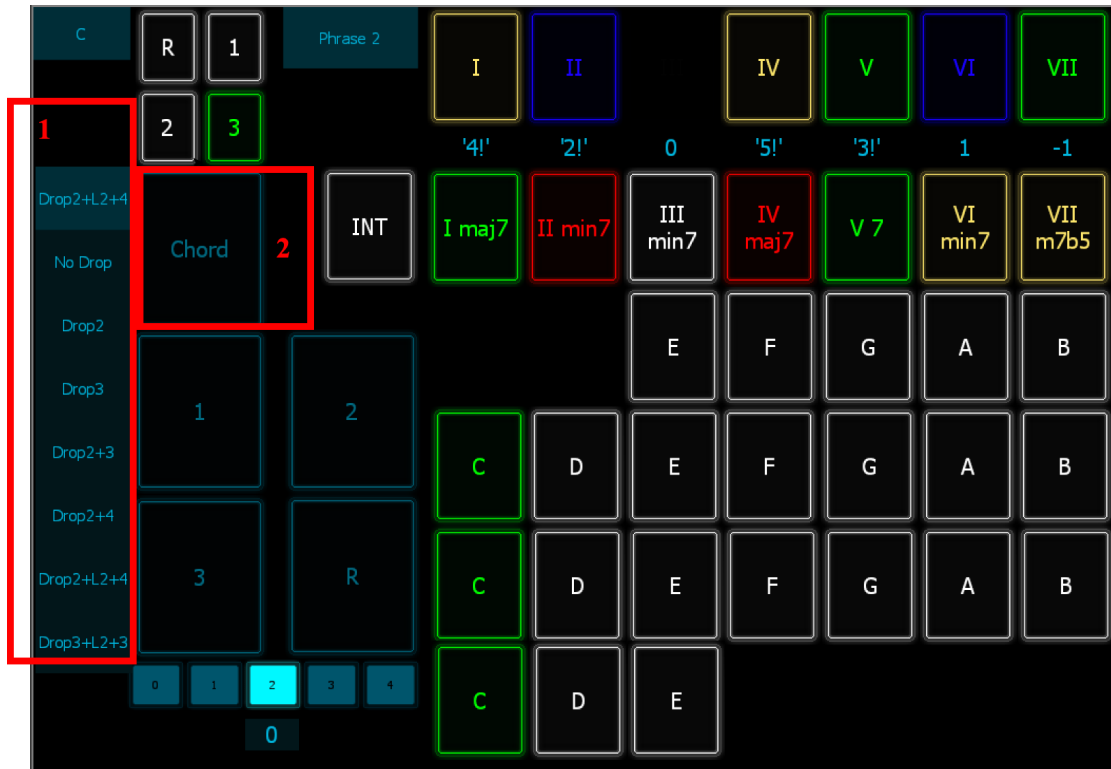 C
R
1
Phrase 2
I
II
IV
V
VI
VII
1
2
3
'4!'
'2!'
0
'5!'
'3!'
1
-1
Drop2+L2+4
No Drop
Drop2
Drop3
Drop2+3
Drop2+4
Drop2+L2+4
Drop3+L2+3
Chord
2
INT
I maj7
II min7
III
min7
IV
maj7
V 7
VI
min7
VII
m7b5
E
F
G
A
B
1
2
C
D
E
F
G
A
B
3
R
C
D
E
F
G
A
B
0
1
2
3
4
C
D
E
0